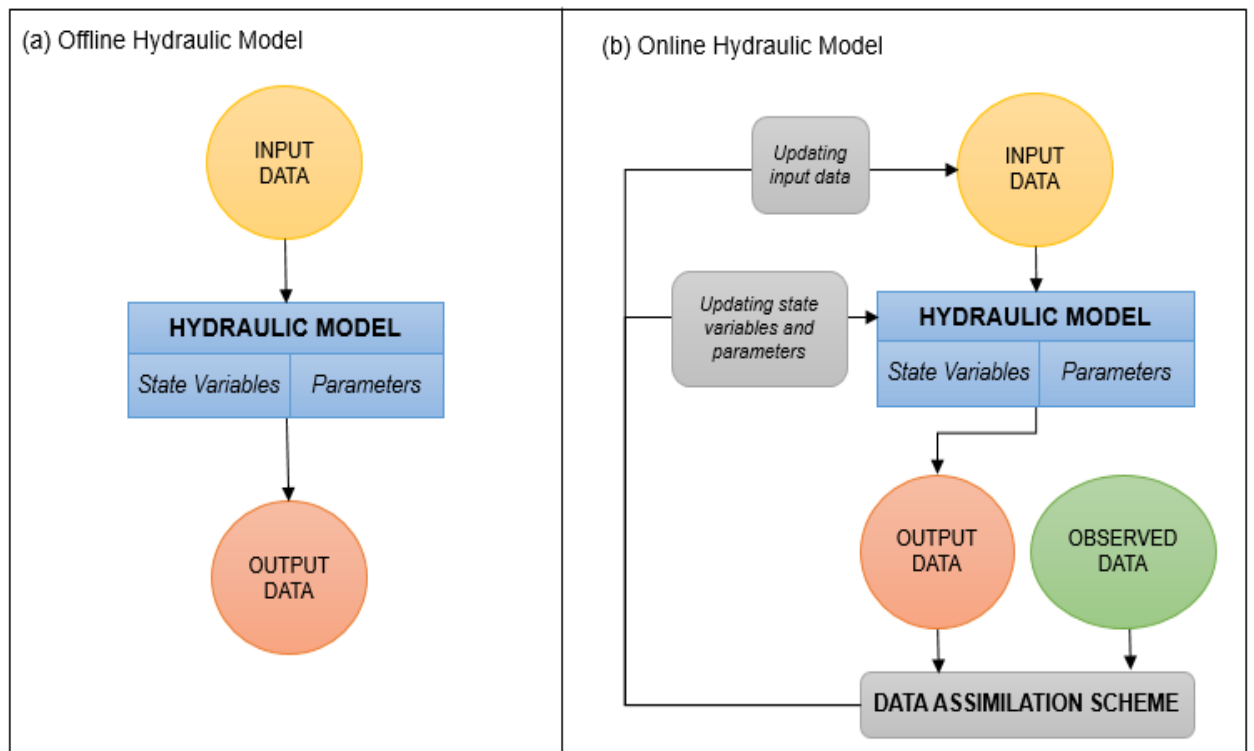 (a) Offline Hydraulic Model
INPUT
DATA
HYDRAULIC MODEL
State Variables
Parameters
OUTPUT
DATA
(b) Online Hydraulic Model
Updating
input data
INPUT
DATA
Updating state
variables and
parameters
HYDRAULIC MODEL
State Variables
Parameters
OUTPUT
DATA
OBSERVED
DATA
DATA ASSIMILATION SCHEME